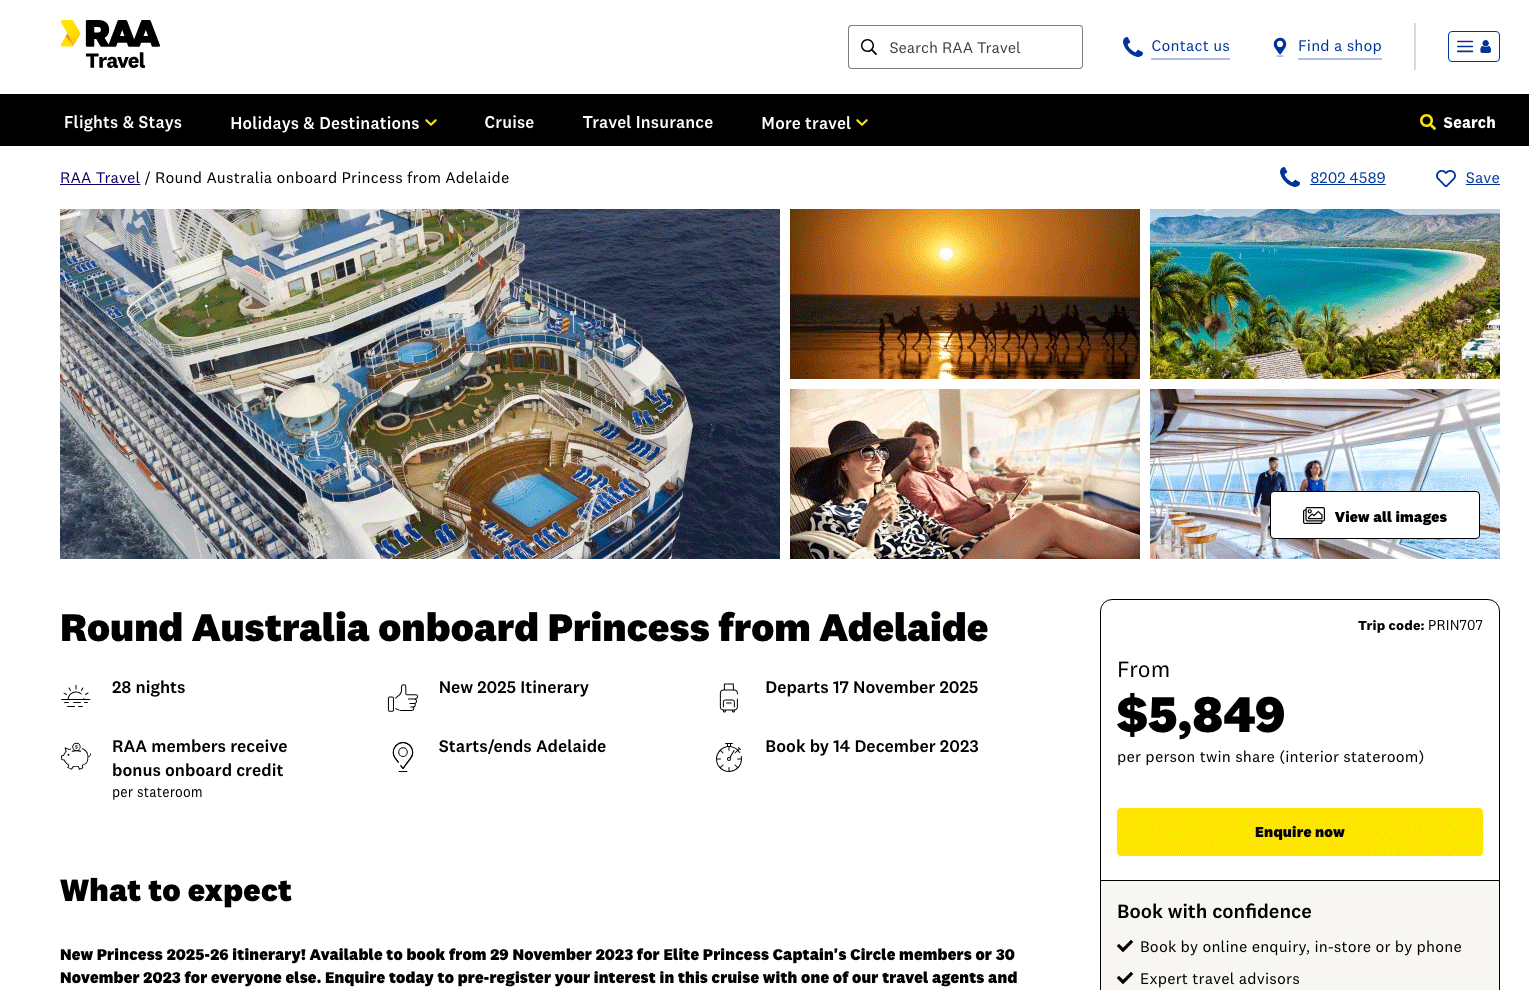 RAA
Travel
Search RAA Travel
Contact us
Find a shop
Flights & Stays
Holidays & Destinations
Cruise
Travel Insurance
More travel
Search
RAA Travel / Round Australia onboard Princess from Adelaide
8202 4589
Save
View all images
Round Australia onboard Princess from Adelaide
28 nights
New 2025 Itinerary
Departs 17 November 2025
RAA members receive
bonus onboard credit
per stateroom
Starts/ends Adelaide
Book by 14 December 2023
Trip code: PRIN707
From
$5,849
per person twin share (interior stateroom)
Enquire now
Book with confidence
Book by online enquiry, in-store or by phone
Expert travel advisors
What to expect
New Princess 2025-26 itinerary! Available to book from 29 November 2023 for Elite Princess Captain's Circle members or 30
November 2023 for everyone else. Enquire today to pre-register your interest in this cruise with one of our travel agents and